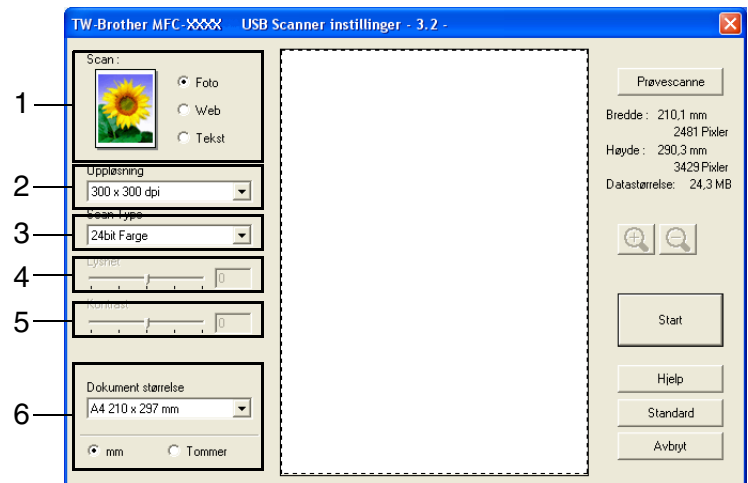 TW-Brother MFC-XXXX USB Scanner instillinger - 3.2 -
1
Scan :
Foto
Web
Tekst
2
Uppløsning
300 x 300 dpi
3
Scan Type
24bit Farge
4
Lyshet
0
5
Kontrast
0
6
Dokument størrelse
A4 210 x 297 mm
mm Tommer
Prøvescanne
Bredde : 210,1 mm
2481 Pixler
Høyde : 290,3 mm
3429 Pixler
Datastørrelse: 24,3 MB
Start
Hjelp
Standard
Avbryt